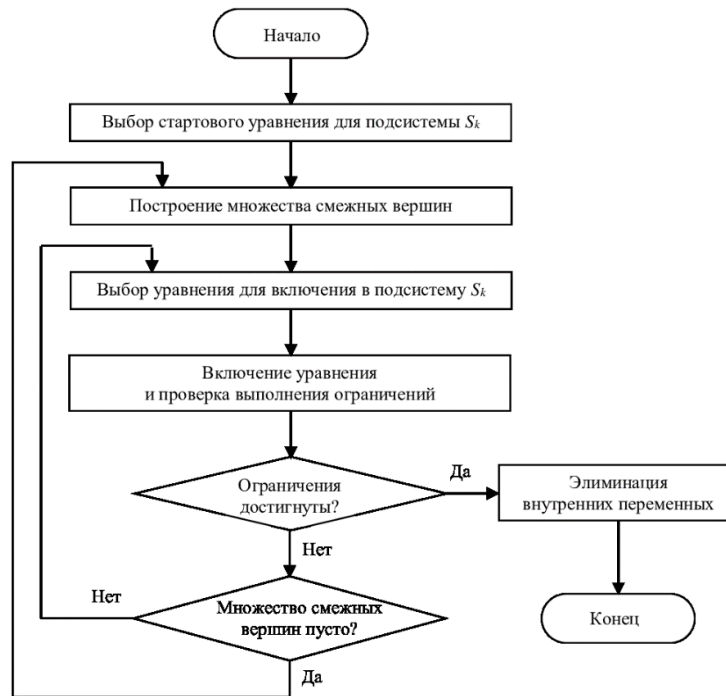 Начало
Выбор стартового уравнения для подсистемы Sk
Построение множества смежных вершин
Выбор уравнения для включения в подсистему Sk
Включение уравнения
и проверка выполнения ограничений
Ограничения
достигнуты?
Да
Элиминация
внутренних переменных
Нет
Нет
Множество смежных
вершин пусто?
Конец
Да